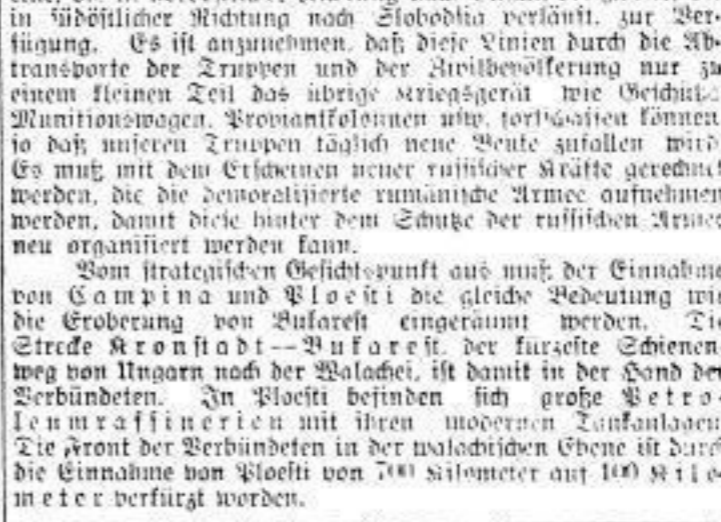 in südöstlicher Richtung nach Slobodzia verläuft, zur Ver-
fügung. Es ist anzunehmen, daß diese Linien durch die Ab-
transporte der Truppen und der Zivilbevölkerung nur zu
einem kleinen Teil das übrige Kriegsgerät wie Geschütze
Munitionswagen, Proviantkolonnen usw. fortschaffen können,
so daß unseren Truppen täglich neue Beute zufallen wird.
Es muß mit dem Erscheinen neuer russischer Kräfte gerechnet
werden, die die demoralisierte rumänische Armee aufnehmen
werden, damit diese hinter dem Schutze der russischen Armee
neu organisiert werden kann.
Vom strategischen Gesichtspunkt aus muß der Einnahme
von Campina und Ploesti die gleiche Bedeutung wie
die Eroberung von Bukarest eingeräumt werden. Die
Strecke Kronstadt--Bukarest, der kürzeste Schienen-
weg von Ungarn nach der Walachei, ist damit in der Hand der
Verbündeten. In Ploesti befinden sich große Petro-
leumraffinerien mit ihren modernen Tankanlagen
Die Front der Verbündeten in der walachischen Ebene ist durch
die Einnahme von Ploesti von 700 Kilometer auf 100 Kilo-
meter verkürzt worden.